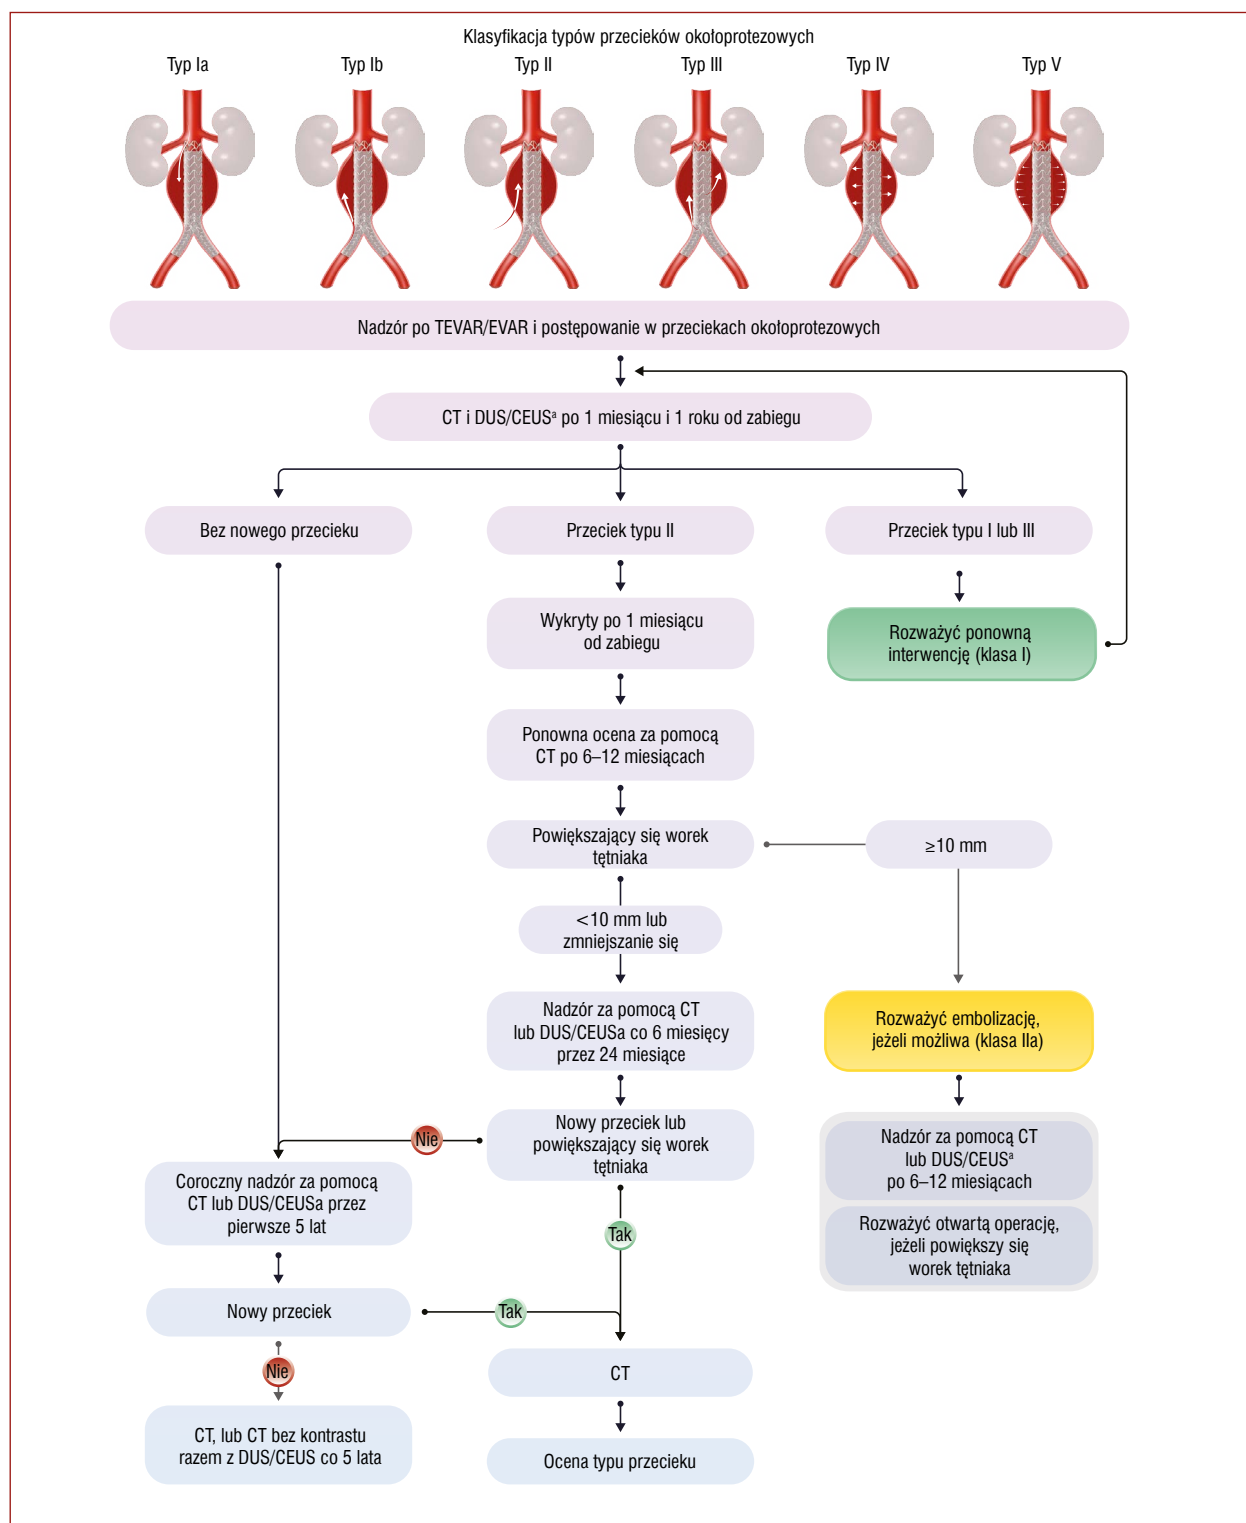 Klasyfikacja typów przecieków okołoprotezowych
Typ Ia
Typ Ib
Typ II
Typ III
Typ IV
Typ V
Nadzór po TEVAR/EVAR i postępowanie w przeciekach okołoprotezowych
CT i DUS/CEUSᵃ po 1 miesiącu i 1 roku od zabiegu
Bez nowego przecieku
Przeciek typu II
Przeciek typu I lub III
Wykryty po 1 miesiącu
od zabiegu
Rozważyć ponowną
interwencję (klasa I)
Ponowna ocena za pomocą
CT po 6–12 miesiącach
Powiększający się worek
tętniaka
≥10 mm
<10 mm lub
zmniejszanie się
Nadzór za pomocą CT
lub DUS/CEUSa co 6 miesięcy
przez 24 miesiące
Rozważyć embolizację,
jeżeli możliwa (klasa IIa)
Nowy przeciek lub
powiększający się worek
tętniaka
Nie
Nadzór za pomocą CT
lub DUS/CEUSᵃ
po 6–12 miesiącach
Coroczny nadzór za pomocą
CT lub DUS/CEUSa przez
pierwsze 5 lat
Tak
Rozważyć otwartą operację,
jeżeli powiększy się
worek tętniaka
Nowy przeciek
Tak
Nie
CT
CT, lub CT bez kontrastu
razem z DUS/CEUS co 5 lata
Ocena typu przecieku